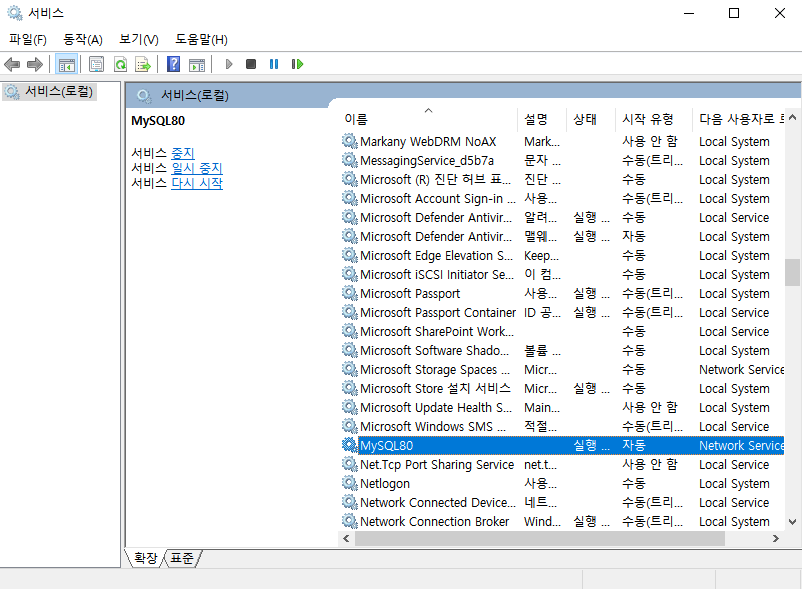 서비스
파일(F) 동작(A) 보기(V) 도움말(H)
서비스(로컬)
서비스(로컬)
MySQL80
서비스 중지
서비스 일시 중지
서비스 다시 시작
이름 설명 상태 시작 유형 다음 사용자로
Markany WebDRM NoAX Mark... 사용 안 함 Local System
MessagingService_d5b7a 문자 ... 수동(트리... Local System
Microsoft (R) 진단 허브 표... 진단 ... 수동 Local System
Microsoft Account Sign-in ... 사용... 수동(트리... Local System
Microsoft Defender Antivir... 알려... 실행 ... 수동 Local Service
Microsoft Defender Antivir... 맬웨... 실행 ... 자동 Local System
Microsoft Edge Elevation S... Keep... 수동 Local System
Microsoft iSCSI Initiator Se... 이 컴... 수동 Local System
Microsoft Passport 사용... 실행 ... 수동(트리... Local System
Microsoft Passport Container ID 공... 실행 ... 수동(트리... Local Service
Microsoft SharePoint Work... 수동 Local Service
Microsoft Software Shado... 볼륨 ... 수동 Local System
Microsoft Storage Spaces ... Micr... 수동 Network Service
Microsoft Store 설치 서비스 Micr... 실행 ... 수동 Local System
Microsoft Update Health S... Main... 사용 안 함 Local System
Microsoft Windows SMS ... 적절... 수동(트리... Local Service
MySQL80 실행 ... 자동 Network Service
Net.Tcp Port Sharing Service net.t... 사용 안 함 Local Service
Netlogon 사용... 수동 Local System
Network Connected Device... 네트... 수동(트리... Local Service
Network Connection Broker Wind... 실행 ... 수동(트리... Local System
확장 표준